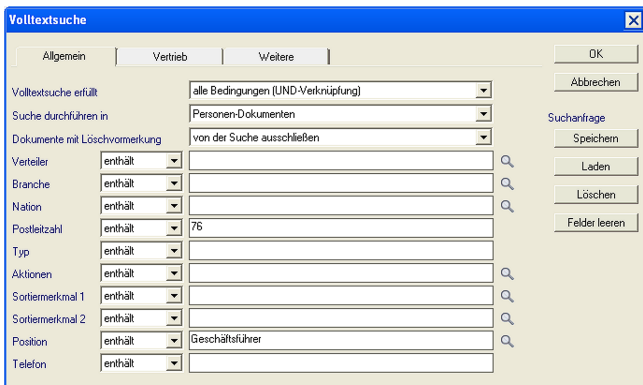 Volltextsuche
Allgemein Vertrieb Weitere OK
Abbrechen
Volltextsuche erfüllt alle Bedingungen (UND-Verknüpfung)
Suche durchführen in Personen-Dokumenten Suchanfrage
Dokumente mit Löschvormerkung von der Suche ausschließen Speichern
Verteiler enthält Laden
Branche enthält Löschen
Nation enthält
Postleitzahl enthält 76 Felder leeren
Typ enthält
Aktionen enthält
Sortiermerkmal 1 enthält
Sortiermerkmal 2 enthält
Position enthält Geschäftsführer
Telefon enthält